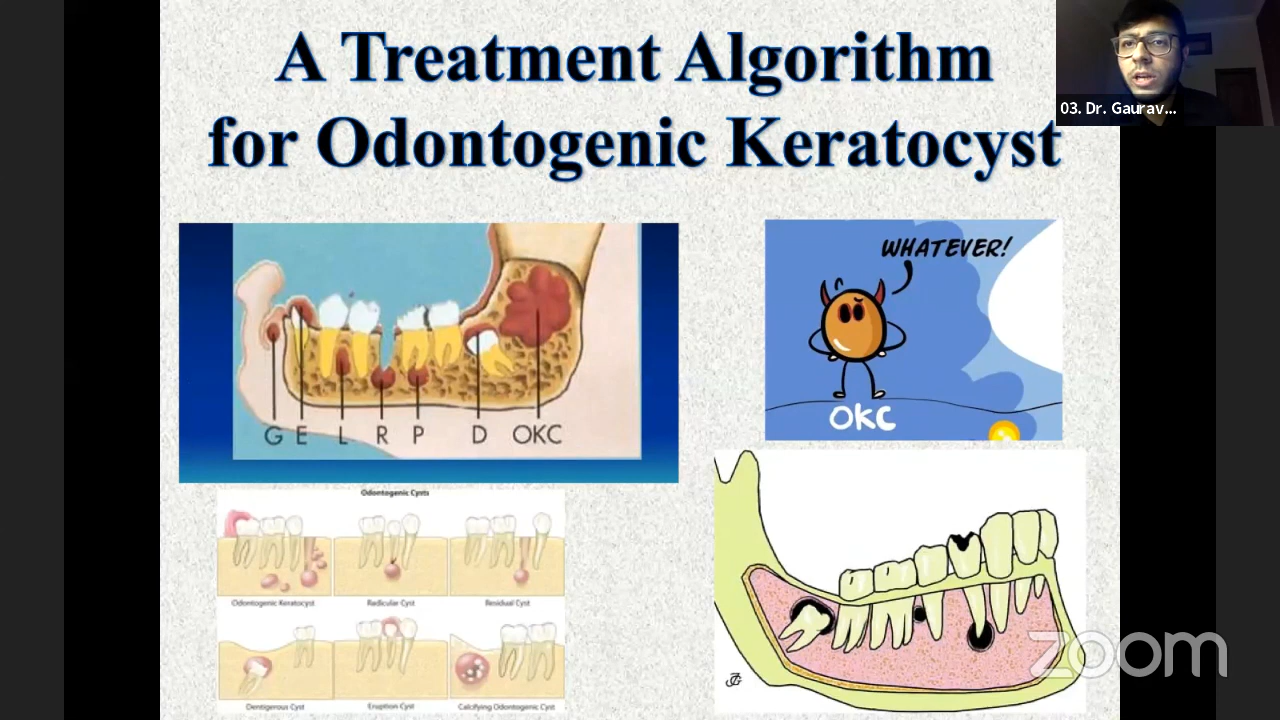 A Treatment Algorithm
for Odontogenic Keratocyst
03. Dr. Gaurav...
WHATEVER!
OKC
G E L R P D OKC
Odontogenic Cysts
Odontogenic Keratocyst Radicular Cyst Residual Cyst
Dentigerous Cyst Eruption Cyst Calcifying Odontogenic Cyst
zoom